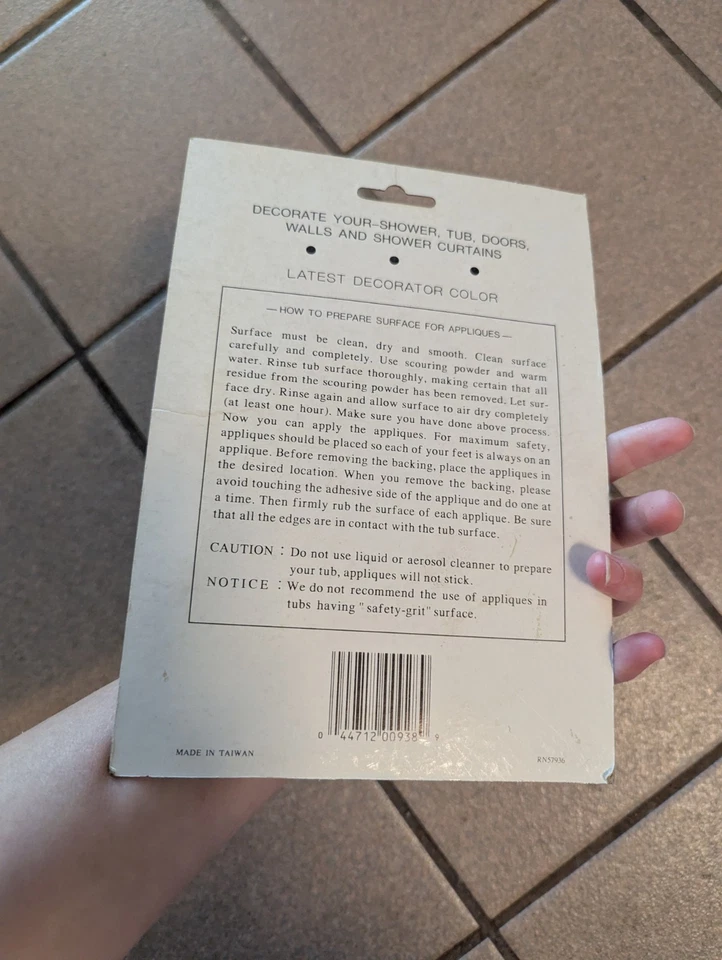 DECORATE YOUR-SHOWER, TUB, DOORS,
WALLS AND SHOWER CURTAINS
LATEST DECORATOR COLOR
—HOW TO PREPARE SURFACE FOR APPLIQUES—
Surface must be clean, dry and smooth. Clean surface
carefully and completely. Use scouring powder and warm
water. Rinse tub surface thoroughly, making certain that all
residue from the scouring powder has been removed. Let sur-
face dry. Rinse again and allow surface to air dry completely
(at least one hour). Make sure you have done above process.
Now you can apply the appliques. For maximum safety,
appliques should be placed so each of your feet is always on an
applique. Before removing the backing, place the appliques in
the desired location. When you remove the backing, please
avoid touching the adhesive side of the applique and do one at
a time. Then firmly rub the surface of each applique. Be sure
that all the edges are in contact with the tub surface.
CAUTION : Do not use liquid or aerosol cleanner to prepare
your tub, appliques will not stick.
NOTICE : We do not recommend the use of appliques in
tubs having "safety-grit" surface.
0 44712 00938 9
MADE IN TAIWAN
RN57936